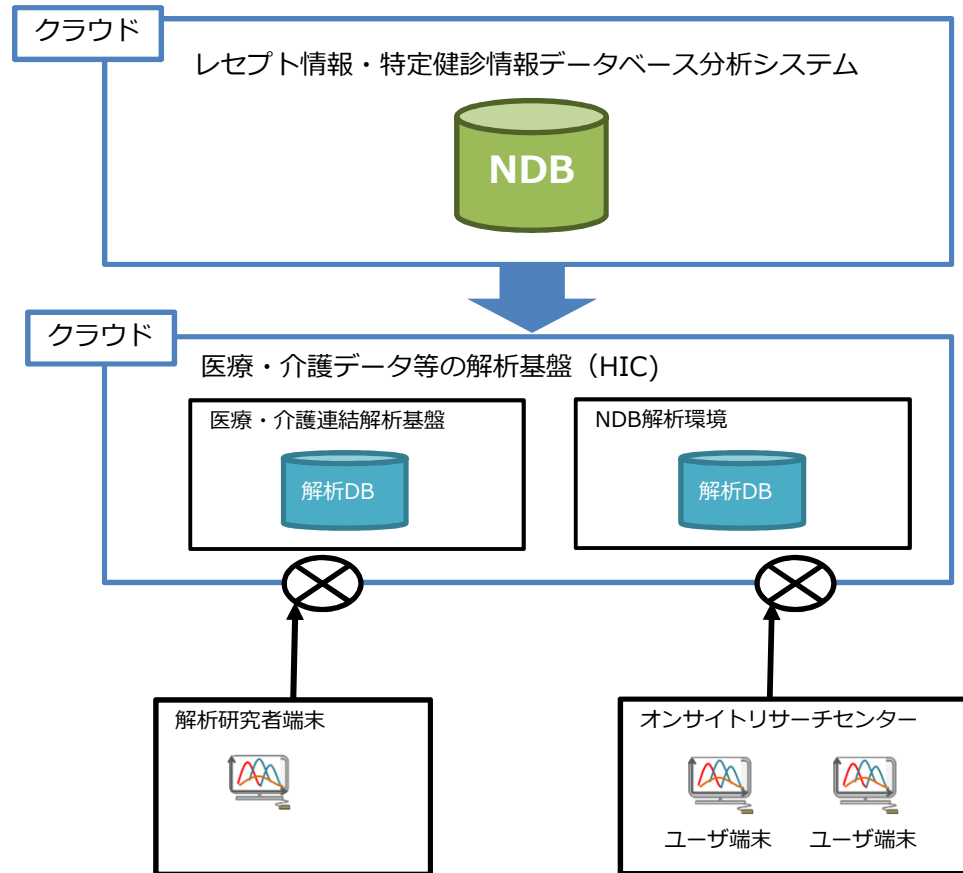 クラウド
レセプト情報・特定健診情報データベース分析システム
NDB
クラウド
医療・介護データ等の解析基盤（HIC)
医療・介護連結解析基盤
解析DB
NDB解析環境
解析DB
解析研究者端末
オンサイトリサーチセンター
ユーザ端末
ユーザ端末